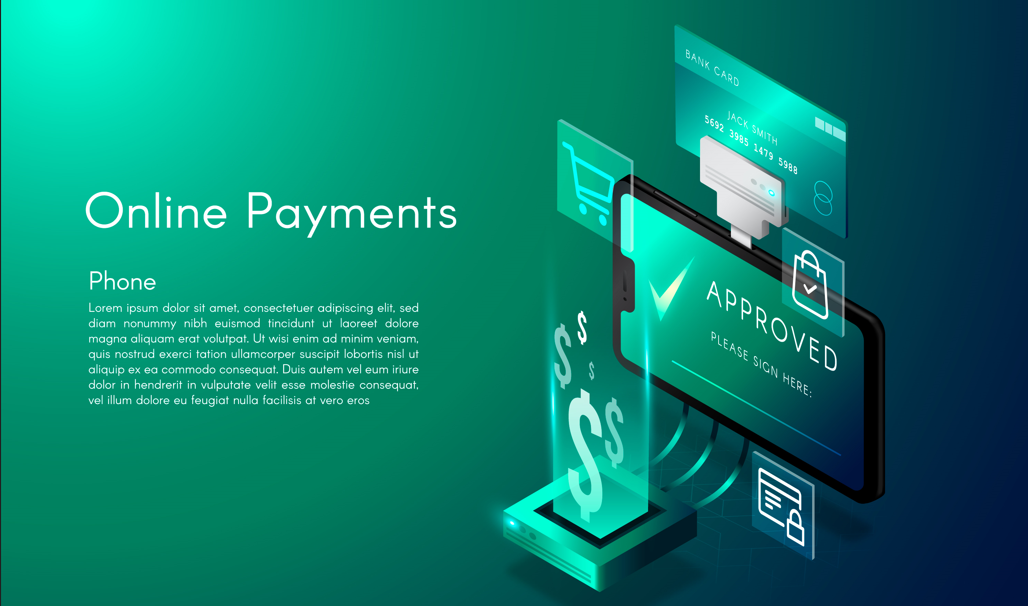 Online Payments
Phone
Lorem ipsum dolor sit amet, consectetuer adipiscing elit, sed
diam nonummy nibh euismod tincidunt ut laoreet dolore
magna aliquam erat volutpat. Ut wisi enim ad minim veniam,
quis nostrud exerci tation ullamcorper suscipit lobortis nisl ut
aliquip ex ea commodo consequat. Duis autem vel eum iriure
dolor in hendrerit in vulputate velit esse molestie consequat,
vel illum dolore eu feugiat nulla facilisis at vero eros
BANK CARD
JACK SMITH
5692 3985 1479 5988
APPROVED
PLEASE SIGN HERE:
$
$
$
$
$